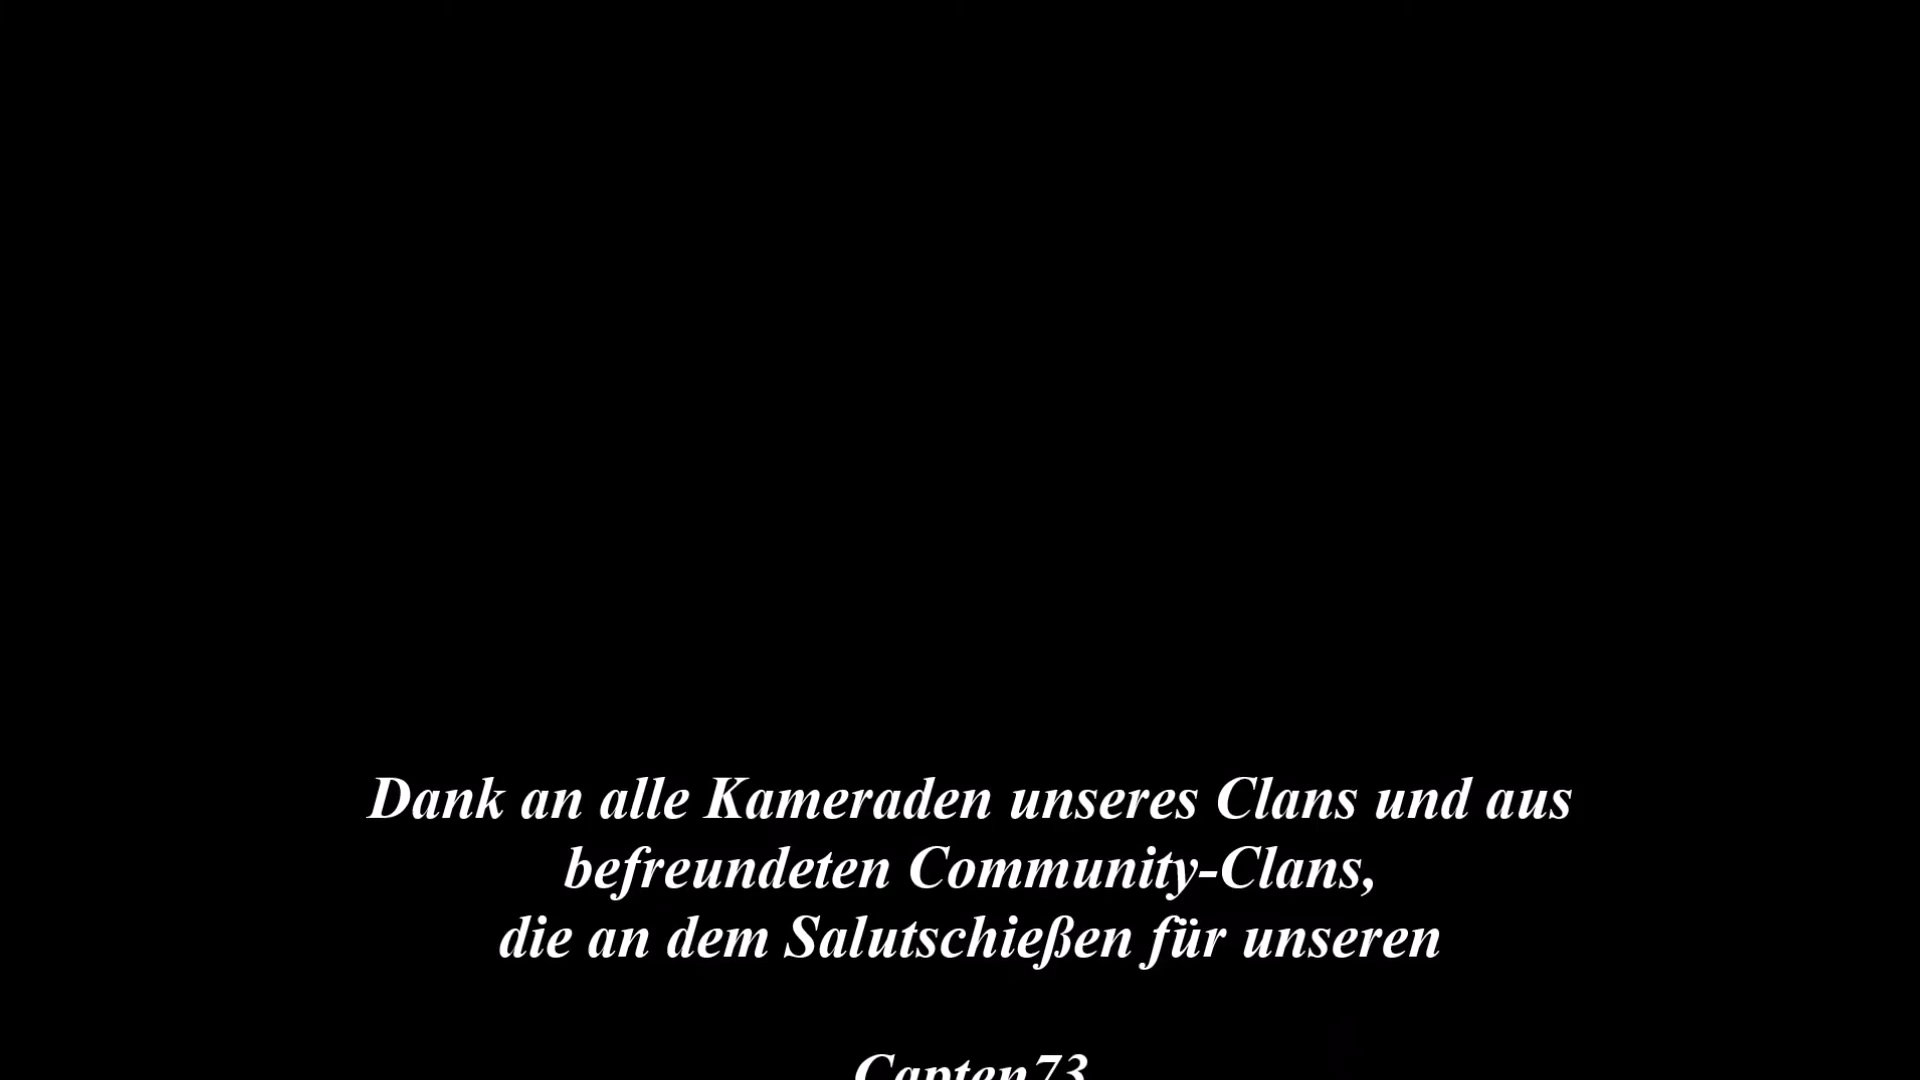 Dank an alle Kameraden unseres Clans und aus
befreundeten Community-Clans,
die an dem Salutschießen für unseren
Capten73